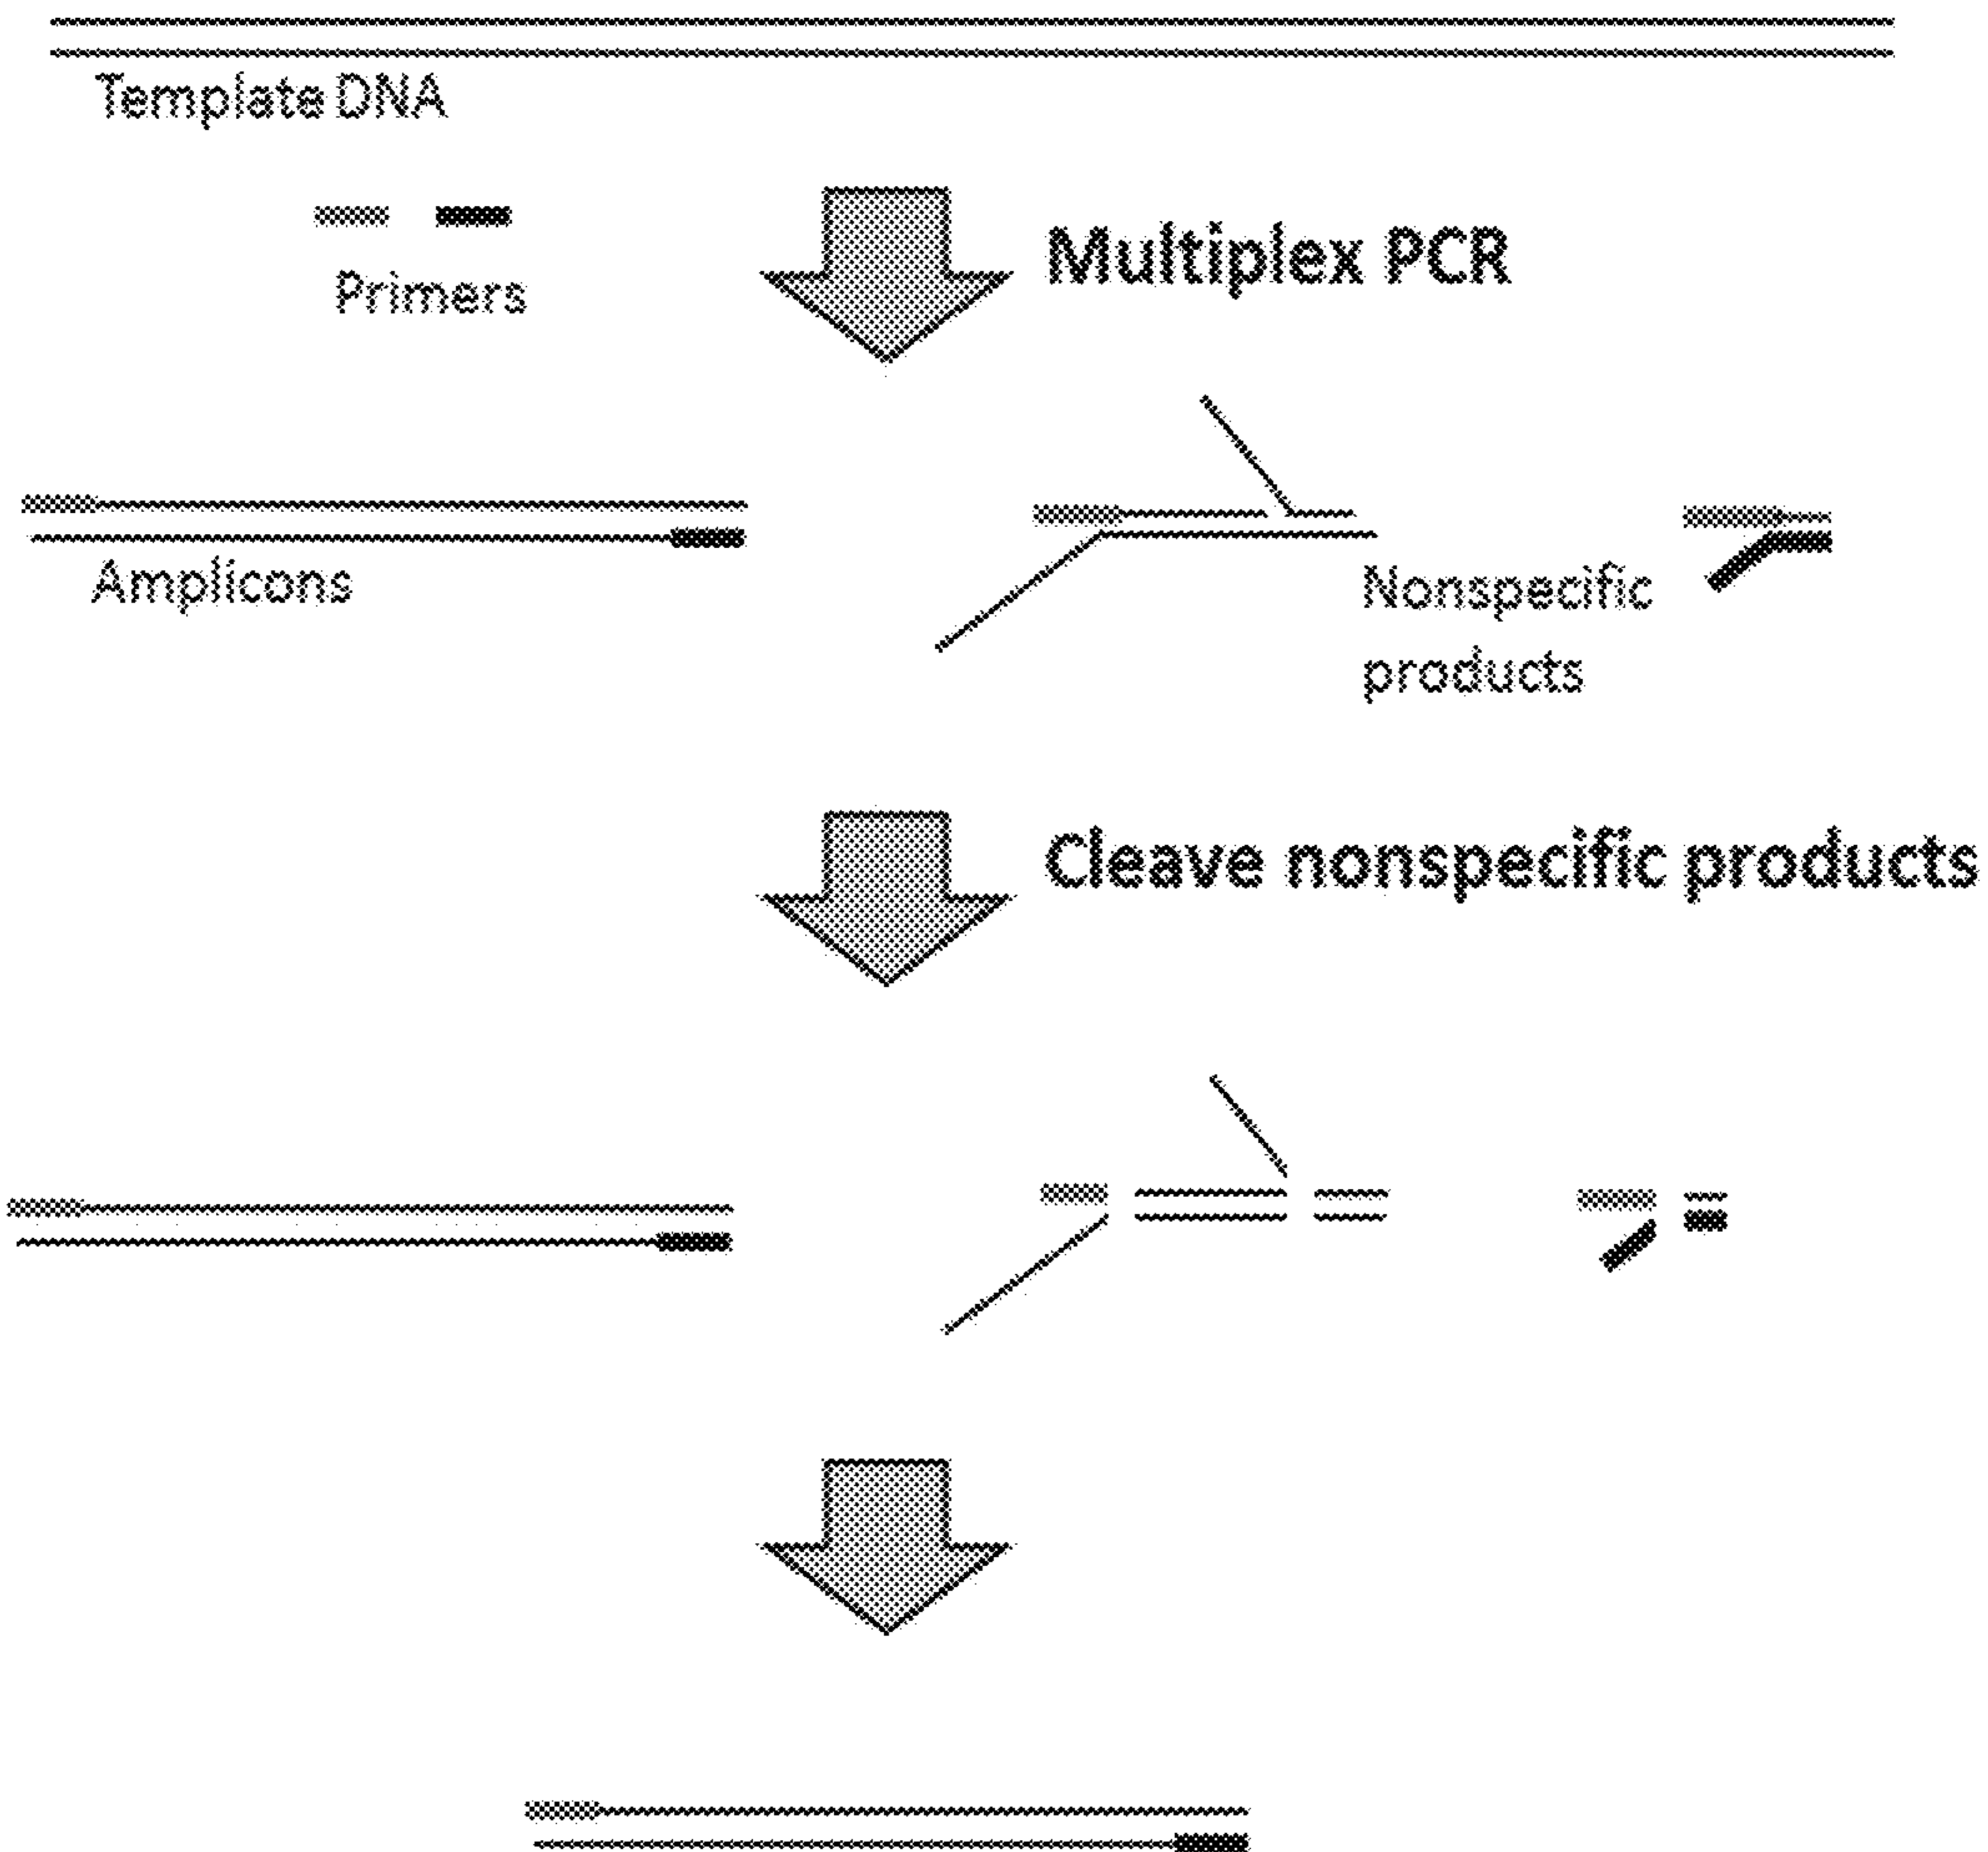 Template DNA
Primers
Multiplex PCR
Amplicons
Nonspecific
products
Cleave nonspecific products